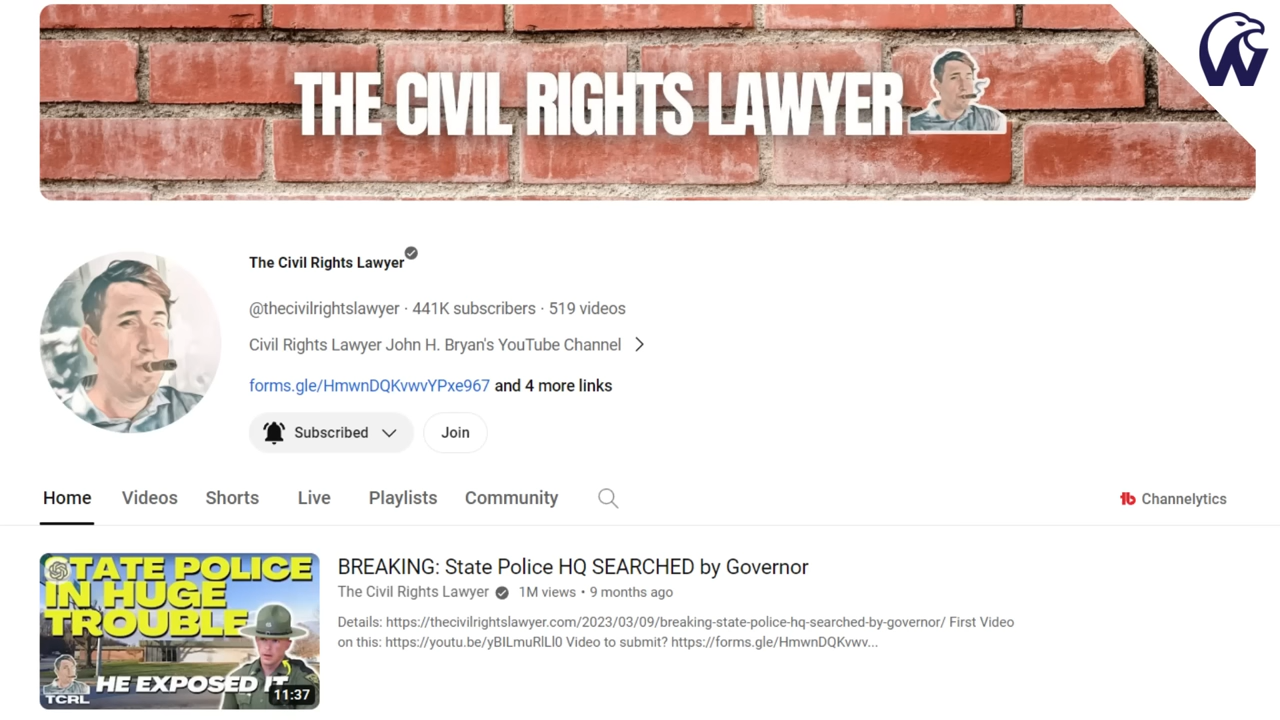 THE CIVIL RIGHTS LAWYER
W
The Civil Rights Lawyer
@thecivilrightslawyer · 441K subscribers · 519 videos
Civil Rights Lawyer John H. Bryan's YouTube Channel
forms.gle/HmwnDQKvwvYPxe967 and 4 more links
Subscribed
Join
Home Videos Shorts Live Playlists Community
Channelytics
STATE POLICE
IN HUGE
TROUBLE
HE EXPOSED IT
TCRL
11:37
BREAKING: State Police HQ SEARCHED by Governor
The Civil Rights Lawyer 1M views • 9 months ago
Details: https://thecivilrightslawyer.com/2023/03/09/breaking-state-police-hq-searched-by-governor/ First Video
on this: https://youtu.be/yBILmuRlLl0 Video to submit? https://forms.gle/HmwnDQKvwv...